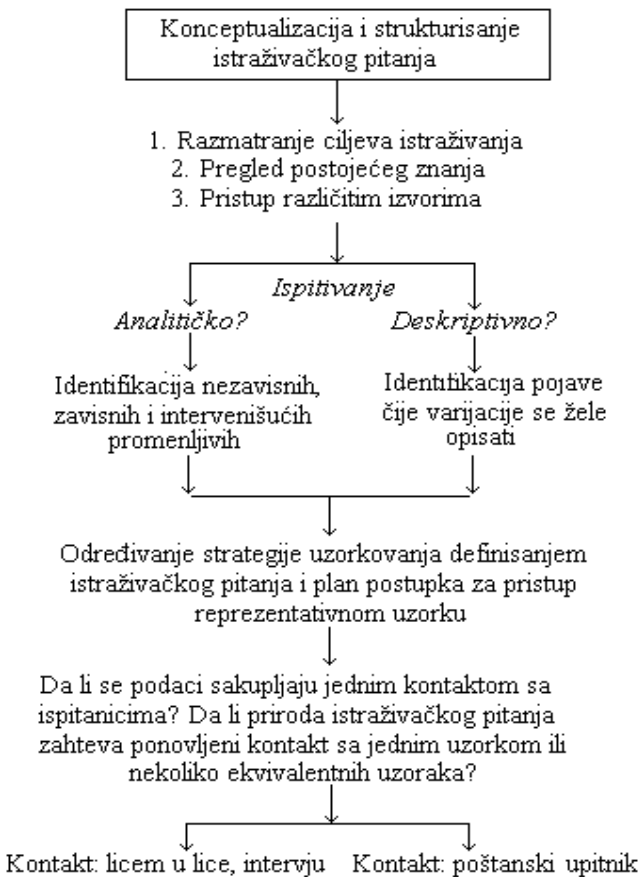 Konceptualizacija i strukturisanje
istraživačkog pitanja
1. Razmatranje ciljeva istraživanja
2. Pregled postojećeg znanja
3. Pristup različitim izvorima
Ispitivanje
Analitičko?
Deskriptivno?
Identifikacija nezavisnih,
zavisnih i intervenišućih
promenljivih
Identifikacija pojave
čije varijacije se žele
opisati
Određivanje strategije uzorkovanja definisanjem
istraživačkog pitanja i plan postupka za pristup
reprezentativnom uzorku
Da li se podaci sakupljaju jednim kontaktom sa
ispitanicima? Da li priroda istraživačkog pitanja
zahteva ponovljeni kontakt sa jednim uzorkom ili
nekoliko ekvivalentnih uzoraka?
Kontakt: licem u lice, intervju
Kontakt: poštanski upitnik